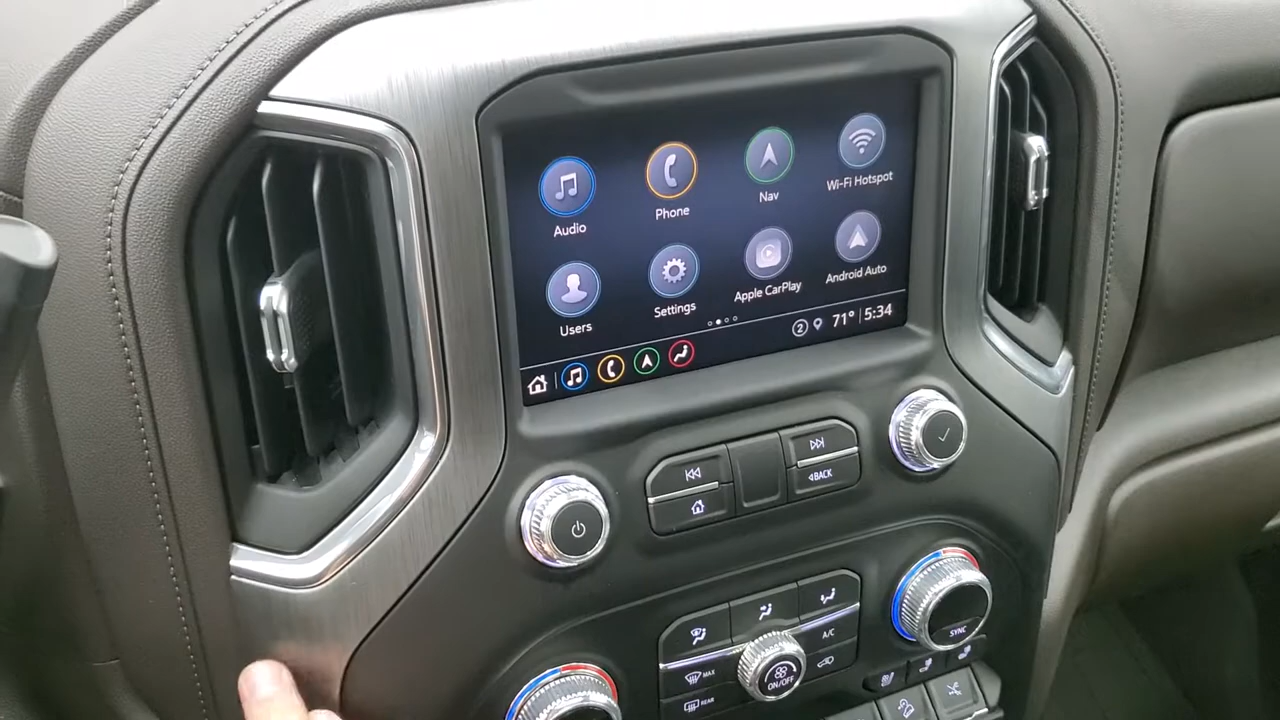 Audio
Phone
Nav
Wi-Fi Hotspot
Users
Settings
Apple CarPlay
Android Auto
2 71° 5:34
BACK
A/C
MAX
REAR
ON/OFF
SYNC